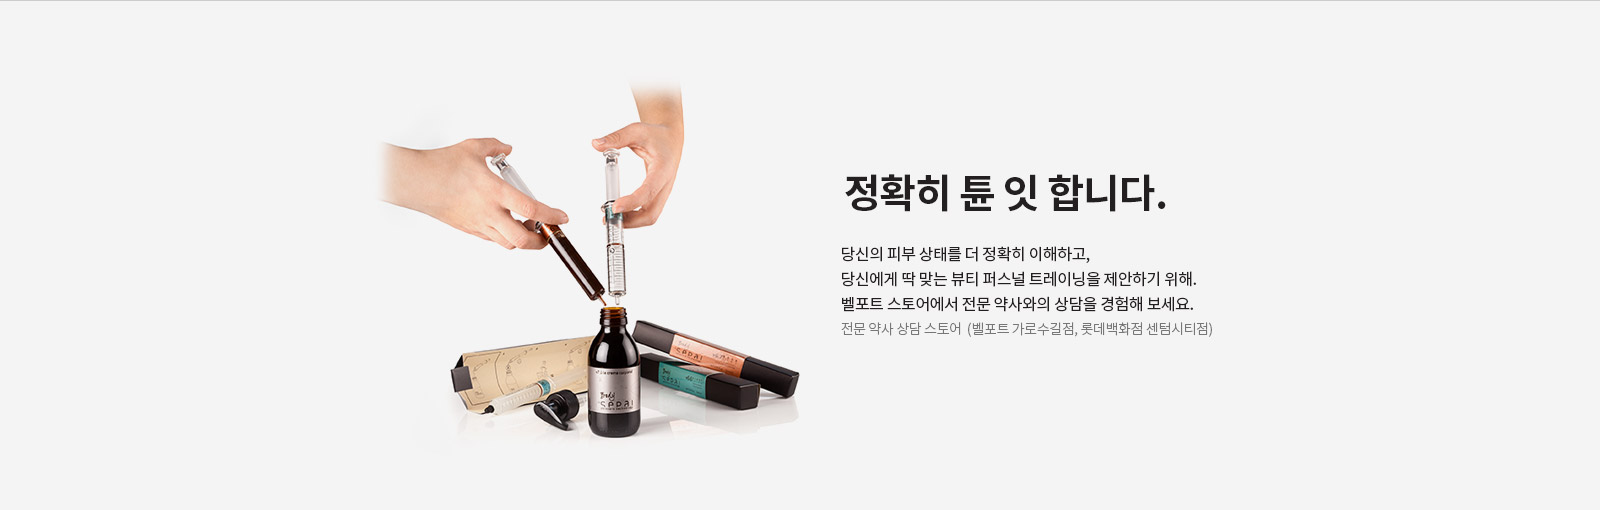 정확히 튠 잇 합니다.
당신의 피부 상태를 더 정확히 이해하고,
당신에게 딱 맞는 뷰티 퍼스널 트레이닝을 제안하기 위해.
벨포트 스토어에서 전문 약사와의 상담을 경험해 보세요.
전문 약사 상담 스토어 (벨포트 가로수길점, 롯데백화점 센텀시티점)
SEPAI
SEPAI
SEPAI